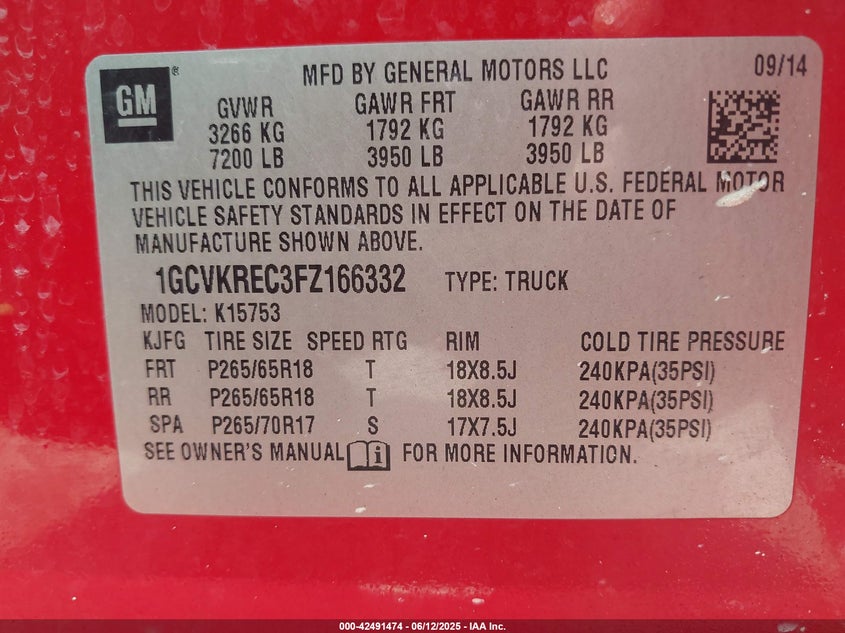 GM ®
MFD BY GENERAL MOTORS LLC 09/14
GVWR GAWR FRT GAWR RR
3266 KG 1792 KG 1792 KG
7200 LB 3950 LB 3950 LB
THIS VEHICLE CONFORMS TO ALL APPLICABLE U.S. FEDERAL MOTOR
VEHICLE SAFETY STANDARDS IN EFFECT ON THE DATE OF
MANUFACTURE SHOWN ABOVE.
1GCVKREC3FZ166332 TYPE: TRUCK
MODEL: K15753
KJFG TIRE SIZE SPEED RTG RIM COLD TIRE PRESSURE
FRT P265/65R18 T 18X8.5J 240KPA(35PSI)
RR P265/65R18 T 18X8.5J 240KPA(35PSI)
SPA P265/70R17 S 17X7.5J 240KPA(35PSI)
SEE OWNER'S MANUAL i FOR MORE INFORMATION.
000-42491474 - 06/12/2025 - IAA Inc.